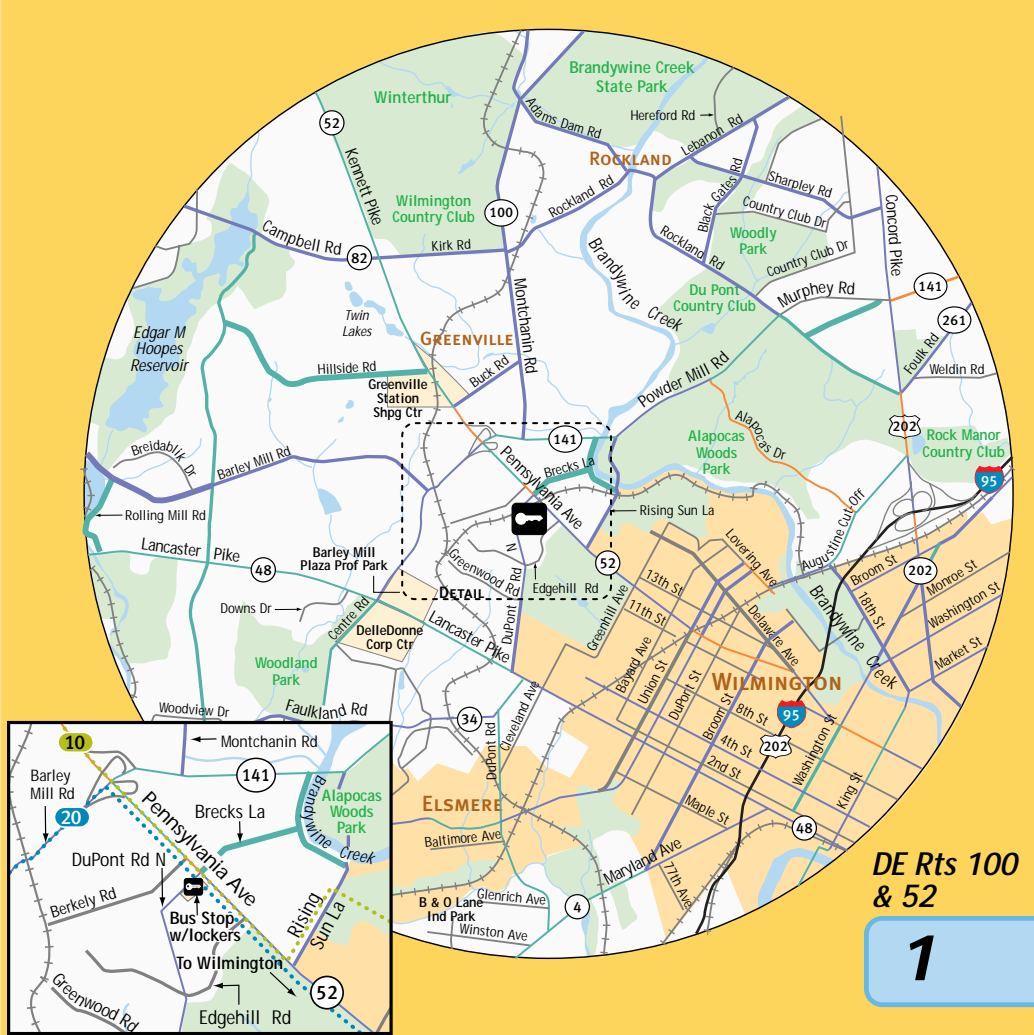 Brandywine Creek
State Park
Winterthur
Hereford Rd
52
Adams Dam Rd
Lebanon Rd
ROCKLAND
Kennett Pike
Sharpley Rd
Black Gates Rd
Rockland Rd
Wilmington
Country Club
100
Country Club Dr
Concord Pike
Woodly
Park
Campbell Rd
Kirk Rd
82
Rockland Rd
Country Club Dr
Brandywine Creek
Montchanin Rd
Du Pont
Country Club
Murphey Rd
141
Twin
Lakes
261
Edgar M
Hoopes
Reservoir
GREENVILLE
Foulk Rd
Weldin Rd
Hillside Rd
Buck Rd
Powder Mill Rd
Greenville
Station
Shpg Ctr
Alapocas Dr
202
141
Alapocas
Woods
Park
Rock Manor
Country Club
Breidablik Dr
Barley Mill Rd
Pennsylvania Ave
Brecks La
95
Rolling Mill Rd
Rising Sun La
Augustine Cut-Off
Lancaster Pike
48
Barley Mill
Plaza Prof Park
N
Lovering Ave
52
Greenwood Rd
Edgehill Rd
13th St
Broom St
202
Monroe St
DETAIL
DuPont Rd
Greenhill Ave
11th St
Delaware Ave
18th St
Washington St
Brandywine Creek
Downs Dr
Centre Rd
DelleDonne
Corp Ctr
Lancaster Pike
Market St
Bayard Ave
Union St
DuPont St
WILMINGTON
Woodland
Park
Broom St
8th St
95
Woodview Dr
Faulkland Rd
34
Cleveland Ave
DuPont Rd
4th St
202
Washington St
2nd St
King St
ELSMERE
Maple St
48
Baltimore Ave
Maryland Ave
77th Ave
B & O Lane
Ind Park
Glenrich Ave
4
Winston Ave
10
Montchanin Rd
141
Barley
Mill Rd
Pennsylvania Ave
Brandywine Creek
Alapocas
Woods
Park
Brecks La
20
DuPont Rd N
Berkely Rd
Bus Stop
w/lockers
Rising
Sun La
To Wilmington
52
Greenwood Rd
Edgehill Rd
DE Rts 100
& 52
1